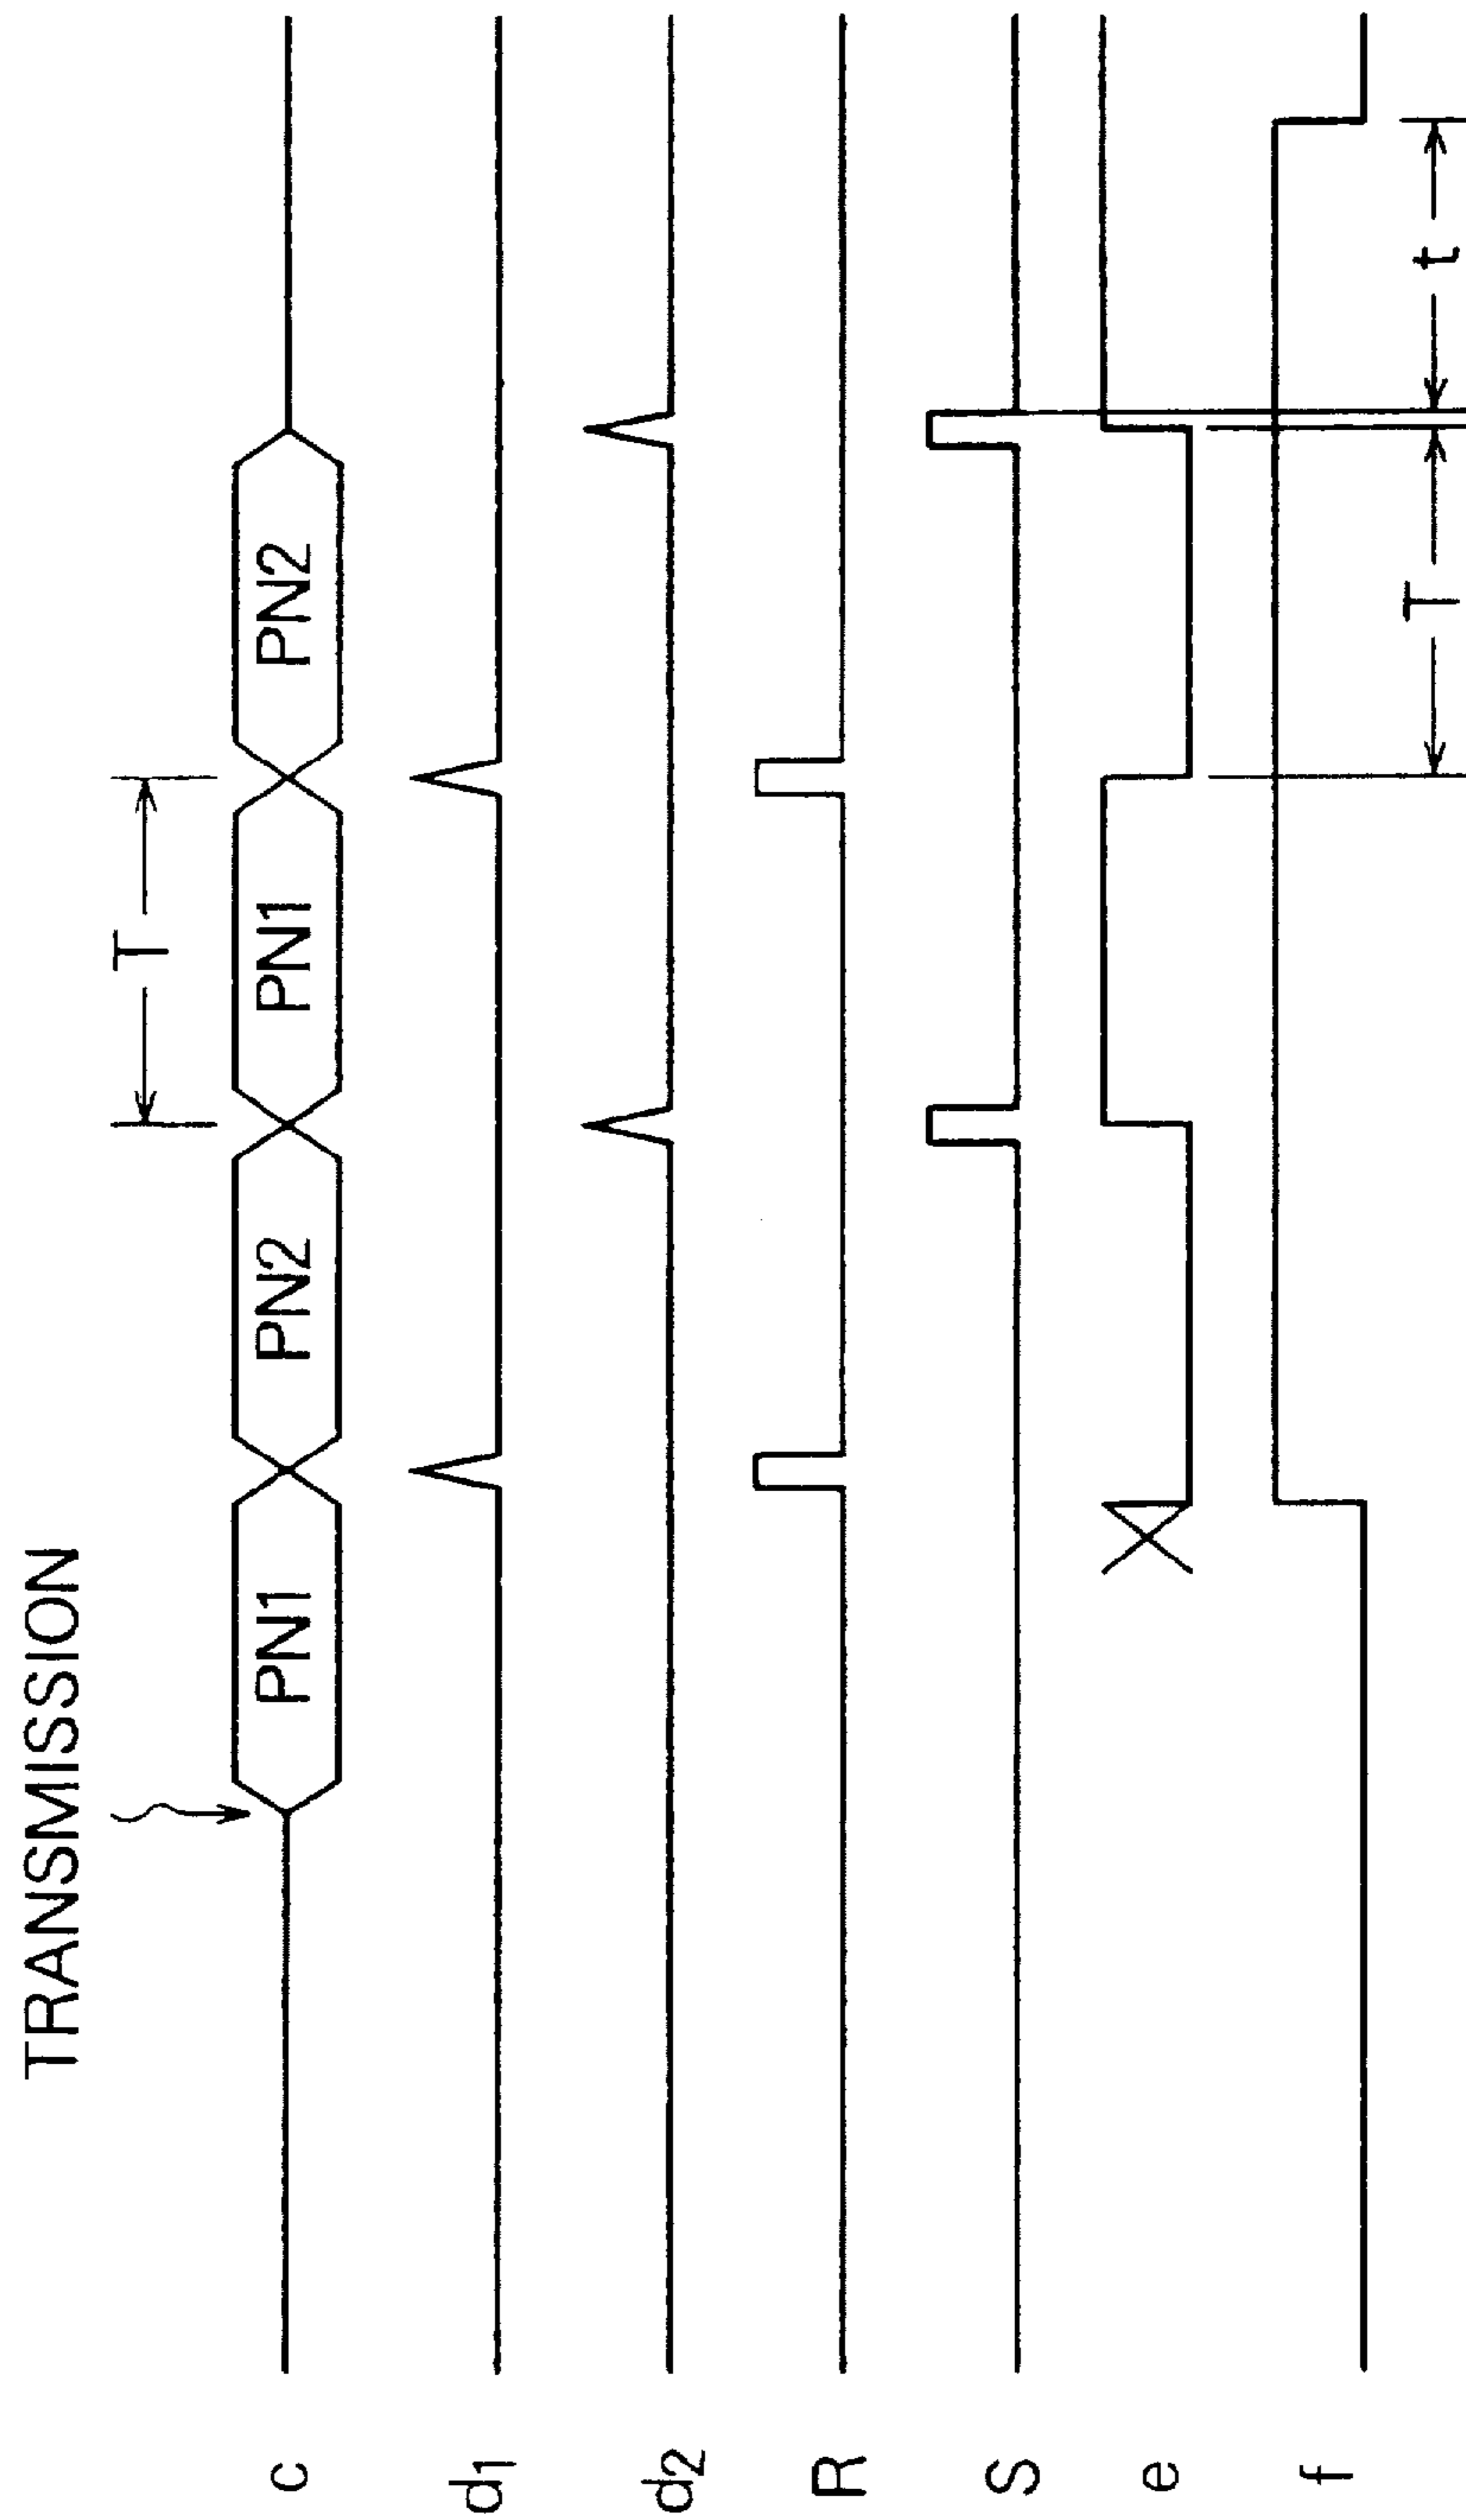 TRANSMISSION
T
c PN1 PN2 PN1 PN2
d1
d2
R
S
e
f
T t